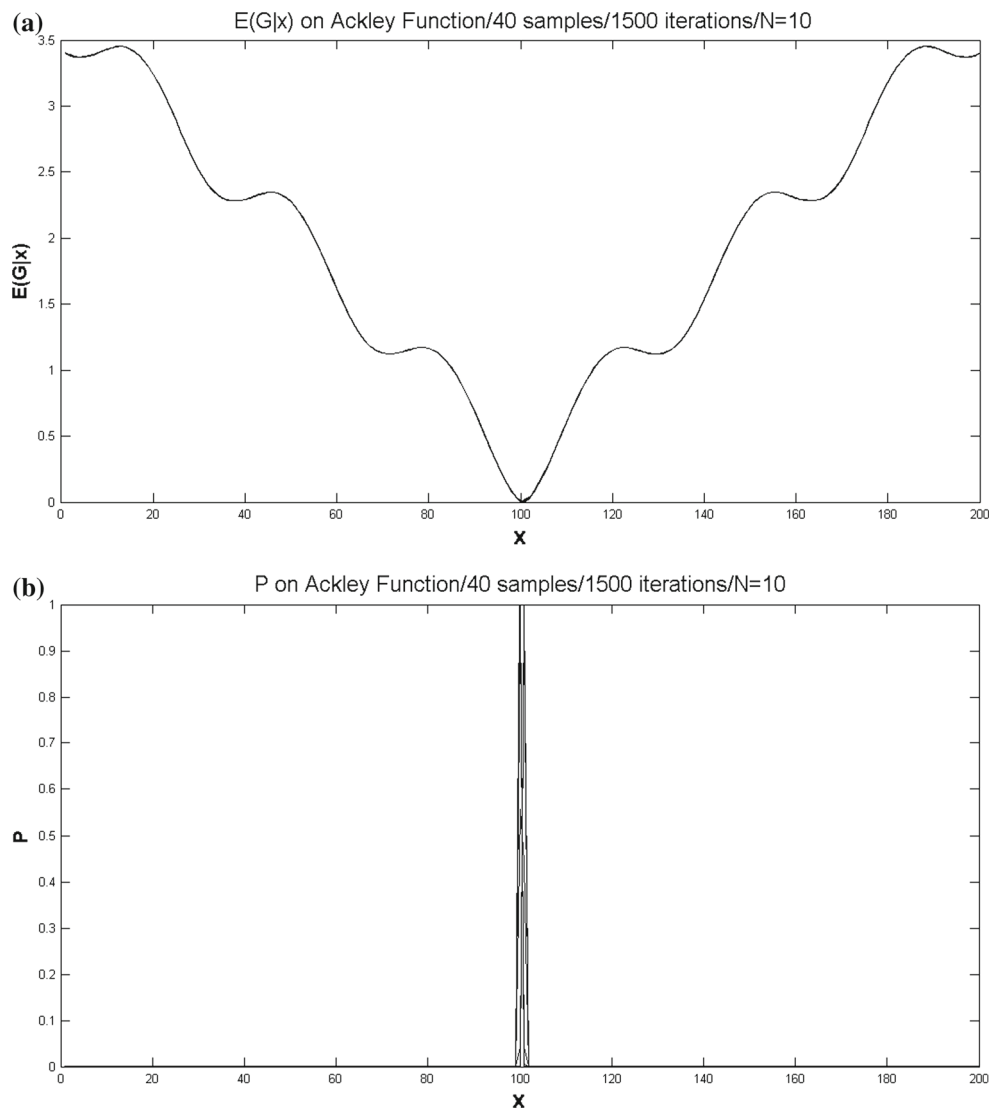 (a)
E(G|x) on Ackley Function/40 samples/1500 iterations/N=10
3.5
3
2.5
2
1.5
1
0.5
0
E(G|x)
0 20 40 60 80 100 120 140 160 180 200
X
(b)
P on Ackley Function/40 samples/1500 iterations/N=10
1
0.9
0.8
0.7
0.6
0.5
0.4
0.3
0.2
0.1
0
P
0 20 40 60 80 100 120 140 160 180 200
X